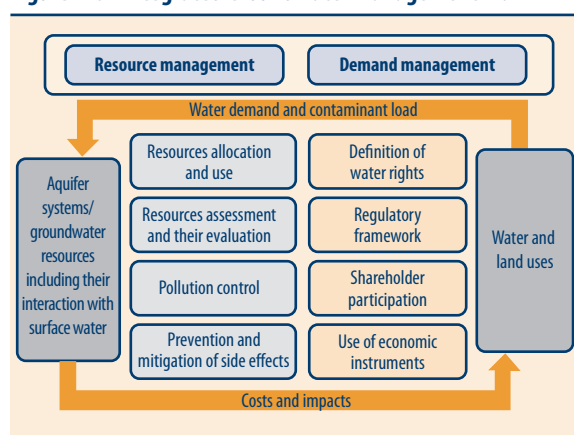 Resource management
Demand management
Water demand and contaminant load
Aquifer
systems/
groundwater
resources
including their
interaction with
surface water
Resources allocation
and use
Resources assessment
and their evaluation
Pollution control
Prevention and
mitigation of side effects
Definition of
water rights
Regulatory
framework
Shareholder
participation
Use of economic
instruments
Water and
land uses
Costs and impacts